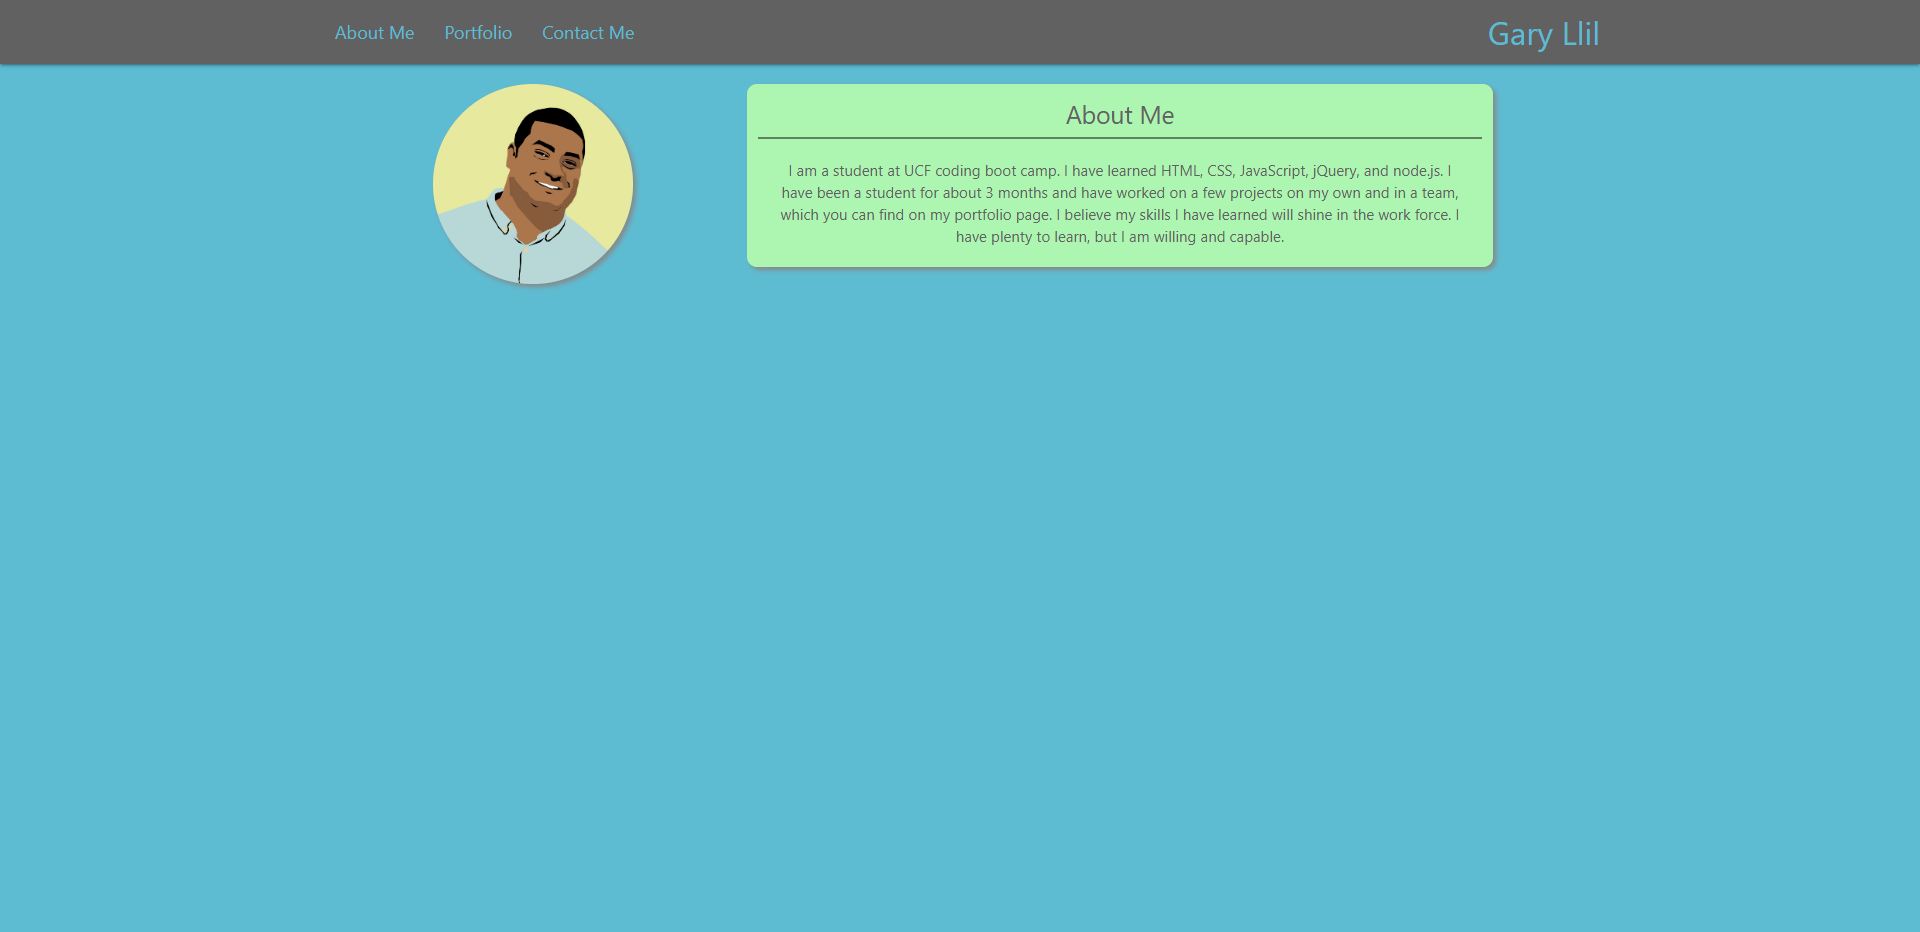 About Me Portfolio Contact Me Gary Llil
About Me
I am a student at UCF coding boot camp. I have learned HTML, CSS, JavaScript, jQuery, and node.js. I
have been a student for about 3 months and have worked on a few projects on my own and in a team,
which you can find on my portfolio page. I believe my skills I have learned will shine in the work force. I
have plenty to learn, but I am willing and capable.